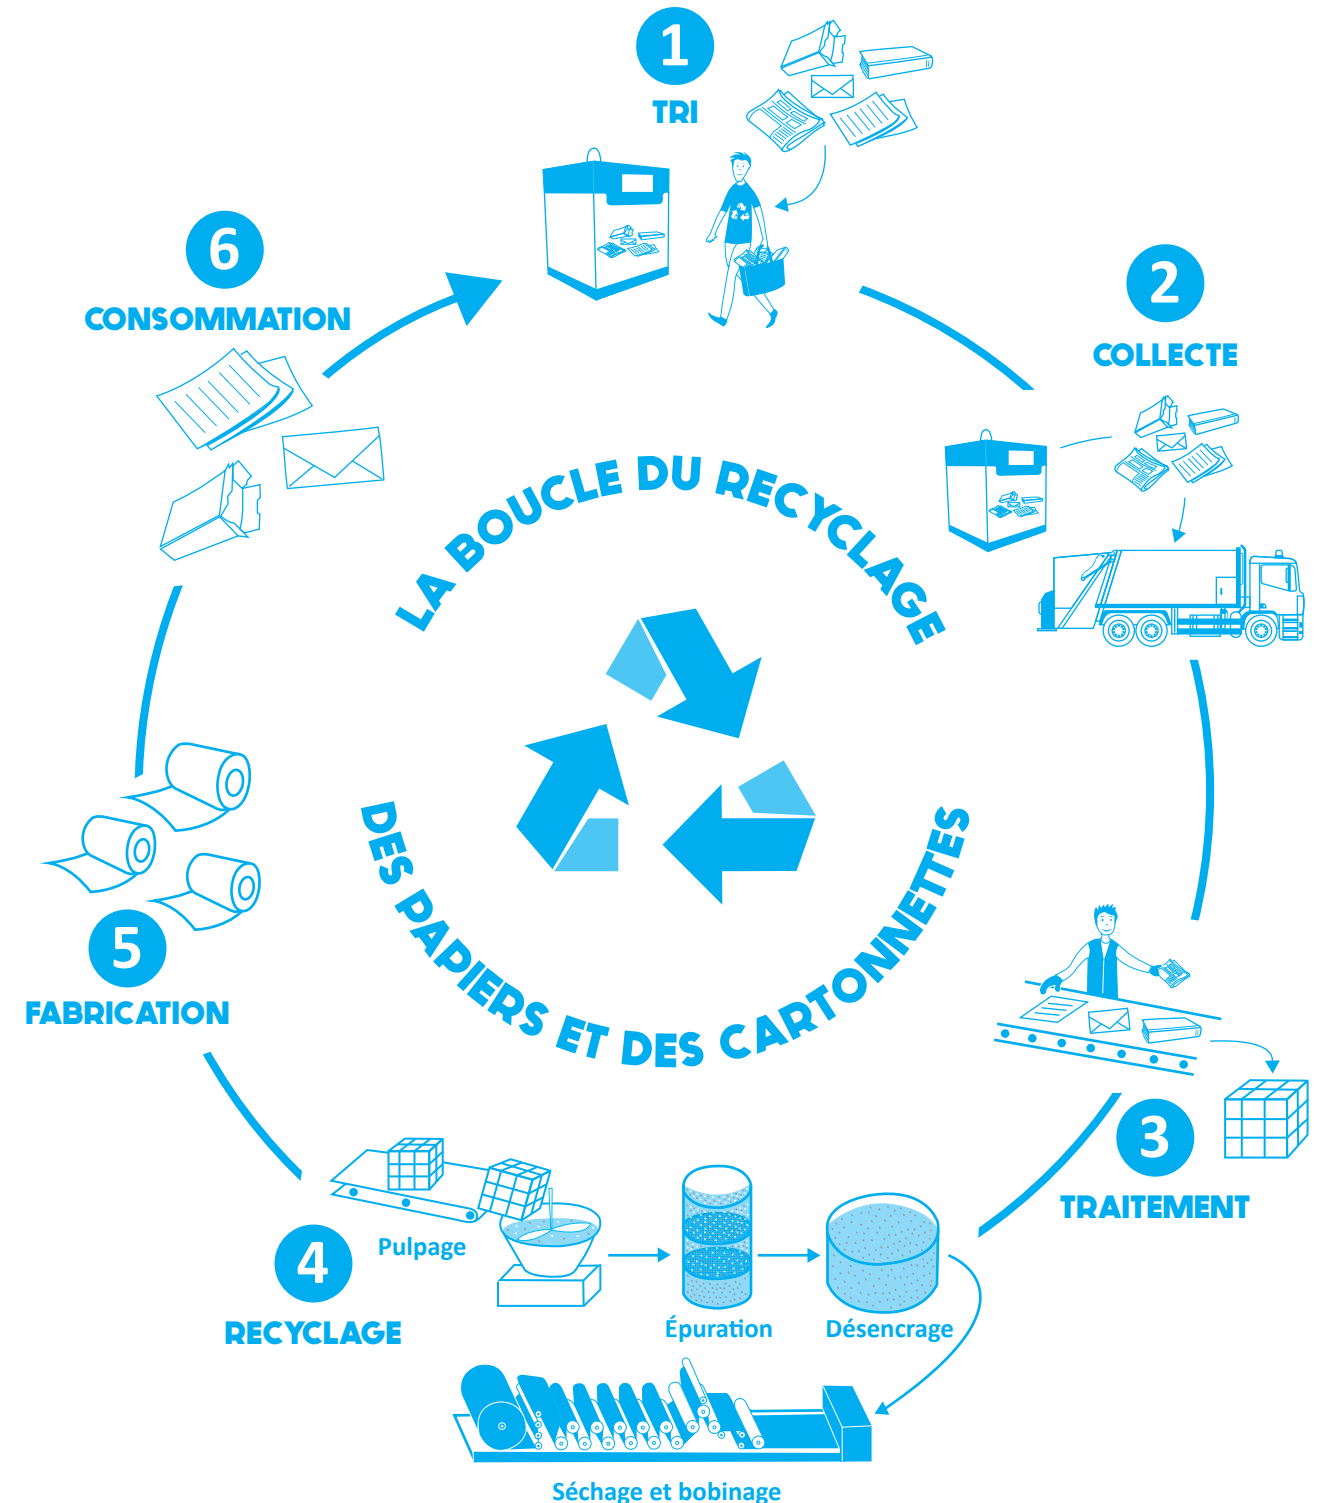 1
TRI
2
COLLECTE
3
TRAITEMENT
4
RECYCLAGE
Pulpage
Épuration
Désencrage
Séchage et bobinage
5
FABRICATION
6
CONSOMMATION
LA BOUCLE DU RECYCLAGE
DES PAPIERS ET DES CARTONNETTES